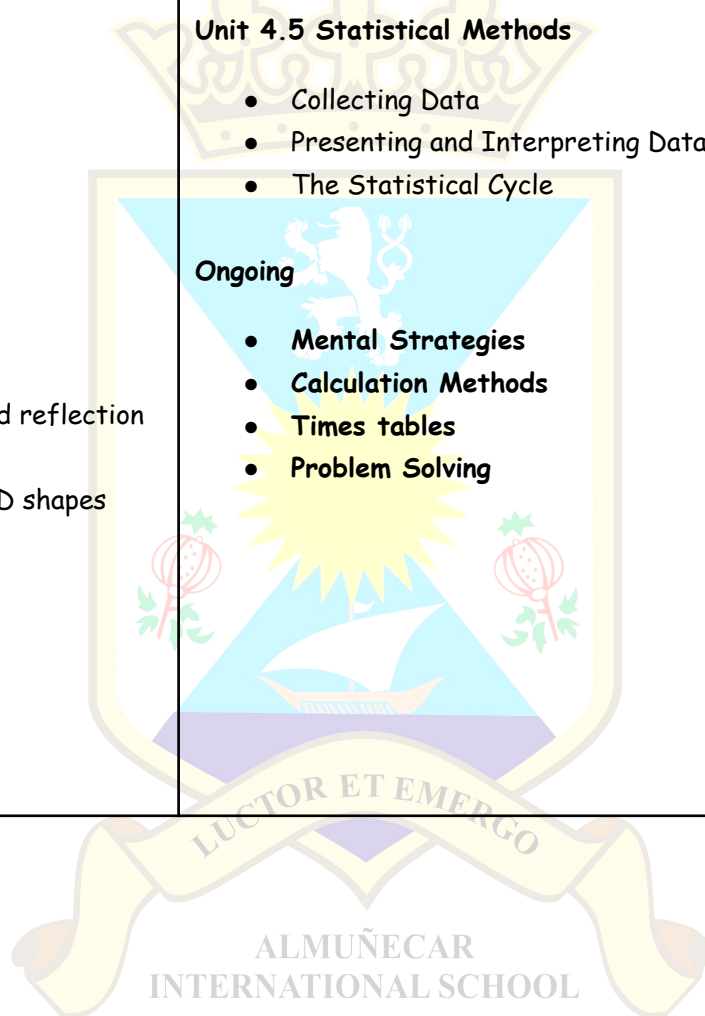 Unit 4.5 Statistical Methods
● Collecting Data
● Presenting and Interpreting Data
● The Statistical Cycle
Ongoing
● Mental Strategies
● Calculation Methods
● Times tables
● Problem Solving
d reflection
D shapes
LUCTOR ET EMERGO
ALMUÑECAR
INTERNATIONAL SCHOOL